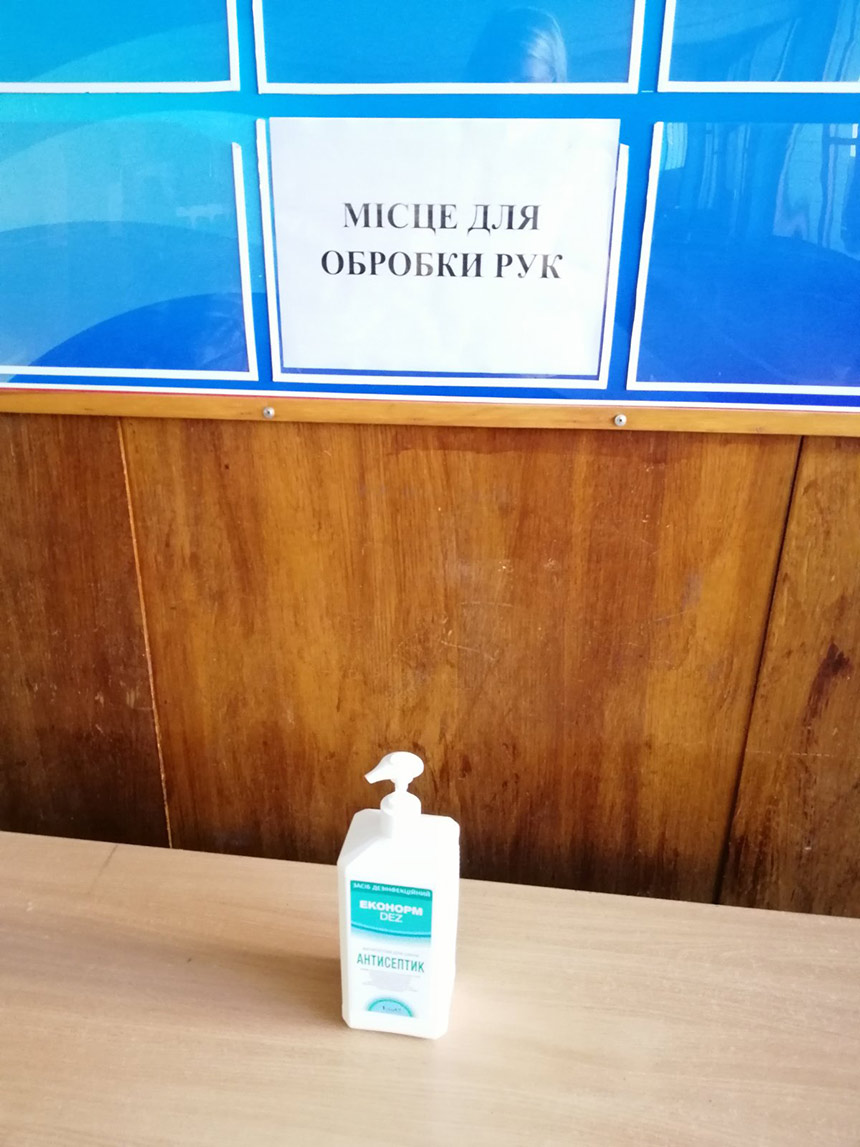 МІСЦЕ ДЛЯ
ОБРОБКИ РУК
ЗАСІБ ДЕЗІНФЕКЦІЙНИЙ
ЕКОНОРМ
DEZ
АНТИСЕПТИК